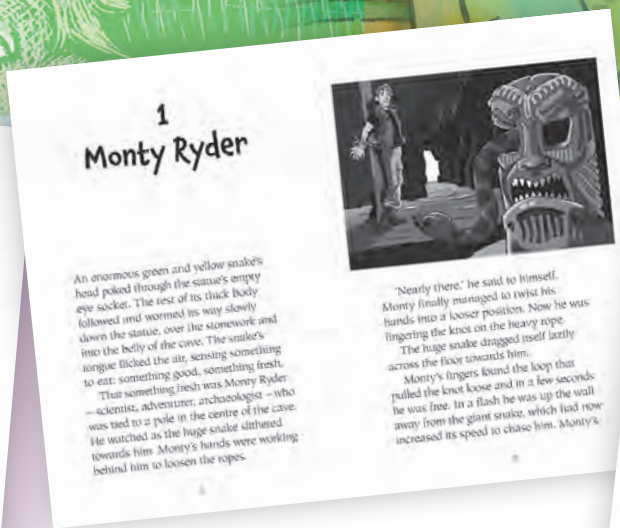 1
Monty Ryder
An enormous green and yellow snake's
head poked through the statue's empty
eye socket. The rest of its thick body
followed and wormed its way slowly
down the statue, over the stonework and
into the belly of the cave. The snake's
tongue flicked the air, sensing something
to eat: something good, something fresh.
That something fresh was Monty Ryder
– scientist, adventurer, archaeologist – who
was tied to a pole in the centre of the cave.
He watched as the huge snake slithered
towards him. Monty's hands were working
behind him to loosen the ropes.
'Nearly there,' he said to himself.
Monty finally managed to twist his
hands into a looser position. Now he was
fingering the knot on the heavy rope.
The huge snake dragged itself lazily
across the floor towards him.
Monty's fingers found the loop that
pulled the knot loose and in a few seconds
he was free. In a flash he was up the wall
away from the giant snake, which had now
increased its speed to chase him. Monty's